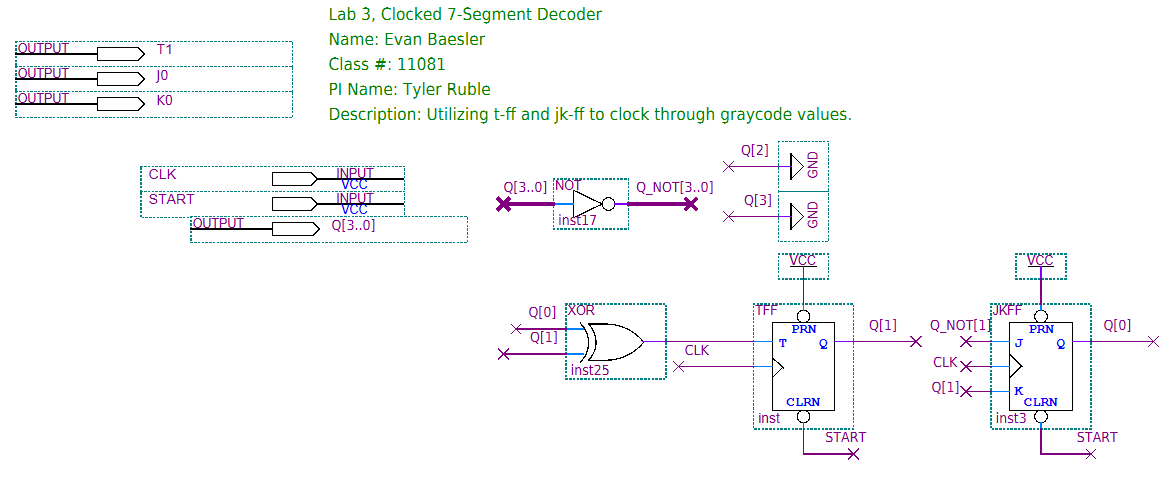 Lab 3, Clocked 7-Segment Decoder
Name: Evan Baesler
Class #: 11081
PI Name: Tyler Ruble
Description: Utilizing t-ff and jk-ff to clock through graycode values.
OUTPUT T1
OUTPUT J0
OUTPUT K0
CLK INPUT
VCC
START INPUT
VCC
OUTPUT Q[3..0]
Q[3..0] NOT Q_NOT[3..0]
inst17
Q[2] GND
Q[3] GND
VCC
VCC
Q[0] XOR
Q[1]
inst25
TFF
PRN
T Q
Q[1]
CLK
CLRN
inst
START
JKFF
PRN
Q_NOT[1] J Q
Q[0]
CLK
Q[1] K
CLRN
inst3
START